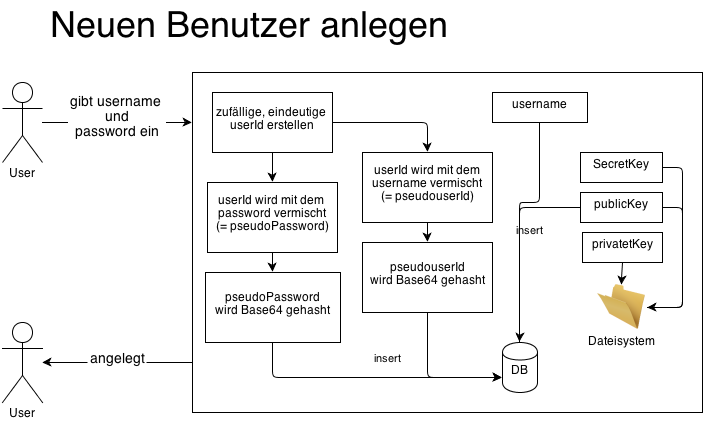 Neuen Benutzer anlegen
gibt username
und
password ein
User
zufällige, eindeutige
userId erstellen
username
userId wird mit dem
username vermischt
(= pseudouserId)
SecretKey
userId wird mit dem
password vermischt
(= pseudoPassword)
publicKey
insert
privatetKey
pseudouserId
wird Base64 gehasht
pseudoPassword
wird Base64 gehasht
Dateisystem
angelegt
insert
DB
User